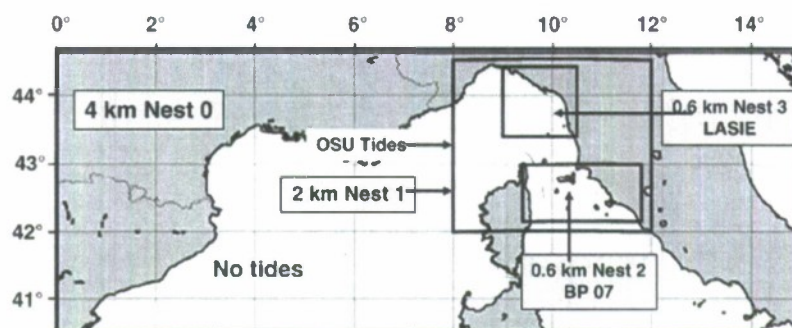 0° 2° 4° 6° 8° 10° 12° 14°
44°
4 km Nest 0
0.6 km Nest 3
LASIE
OSU Tides
43°
2 km Nest 1
42°
No tides
0.6 km Nest 2
BP 07
41°